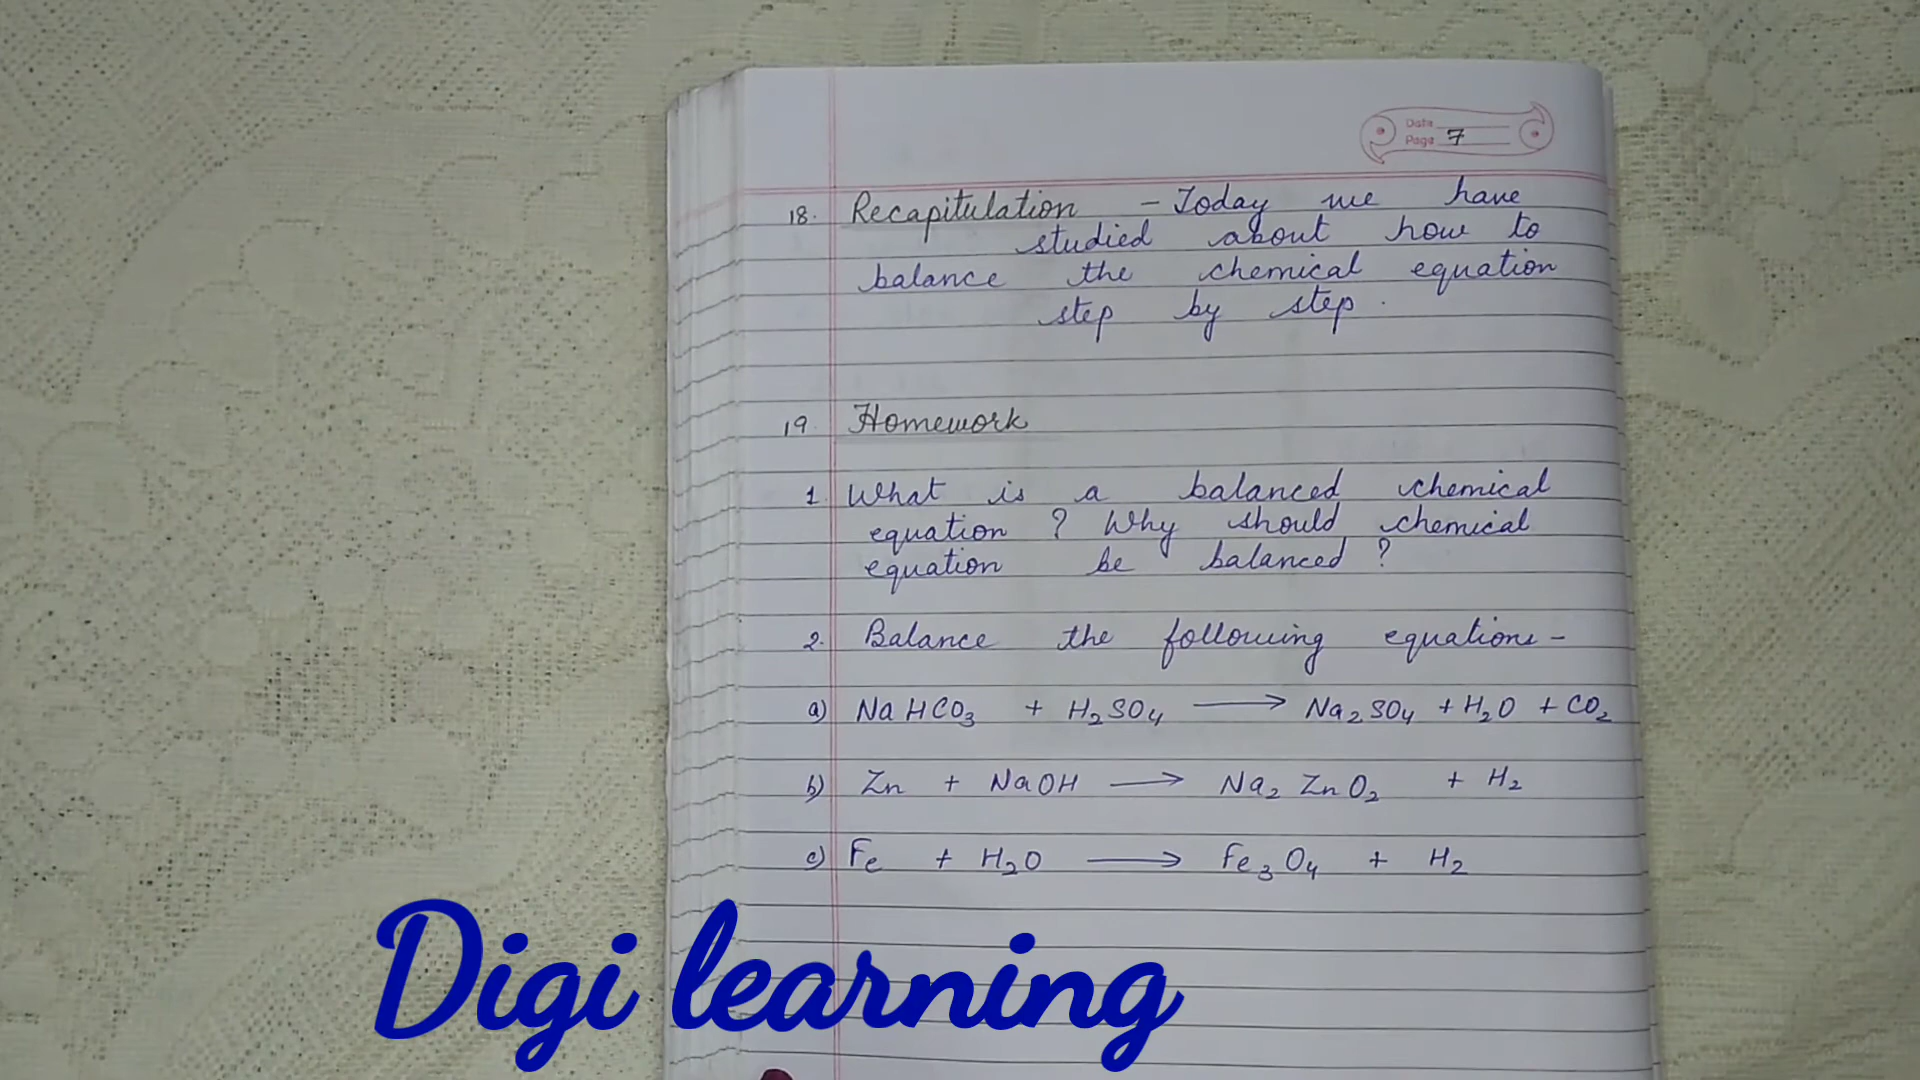 Date
Page 7
18. Recapitulation - Today we have
studied about how to
balance the chemical equation
step by step.
19. Homework
1. What is a balanced chemical
equation ? Why should chemical
equation be balanced ?
2. Balance the following equations -
a) NaHCO₃ + H₂SO₄ ⟶ Na₂SO₄ + H₂O + CO₂
b) Zn + NaOH ⟶ Na₂ZnO₂ + H₂
c) Fe + H₂O ⟶ Fe₃O₄ + H₂
Digi learning